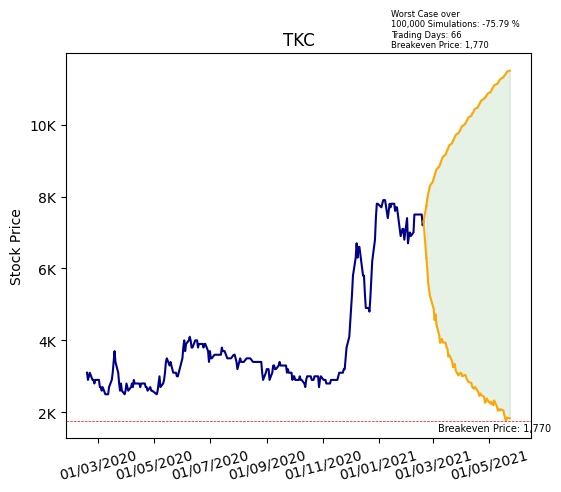 Worst Case over
100,000 Simulations: -75.79 %
Trading Days: 66
Breakeven Price: 1,770
TKC
Stock Price
10K
8K
6K
4K
2K
Breakeven Price: 1,770
01/03/2020
01/05/2020
01/07/2020
01/09/2020
01/11/2020
01/01/2021
01/03/2021
01/05/2021